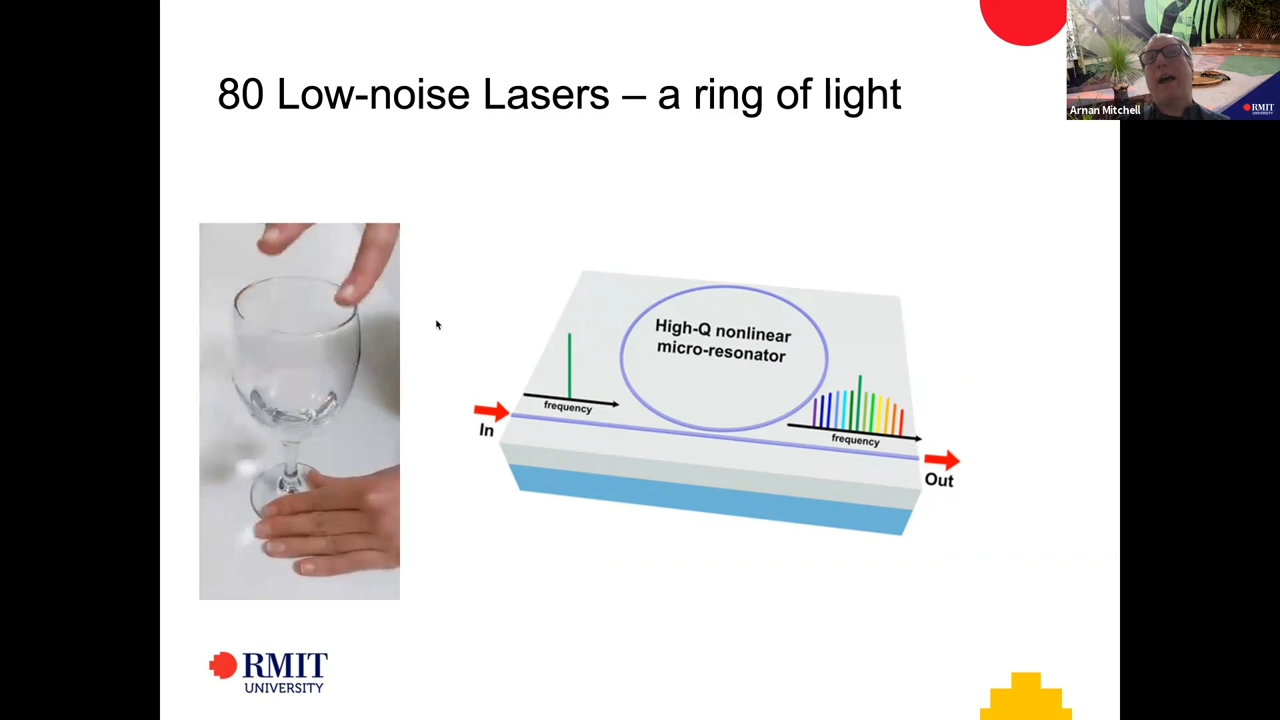 80 Low-noise Lasers – a ring of light
Arnan Mitchell
RMIT
UNIVERSITY
High-Q nonlinear
micro-resonator
frequency
frequency
In
Out
RMIT
UNIVERSITY